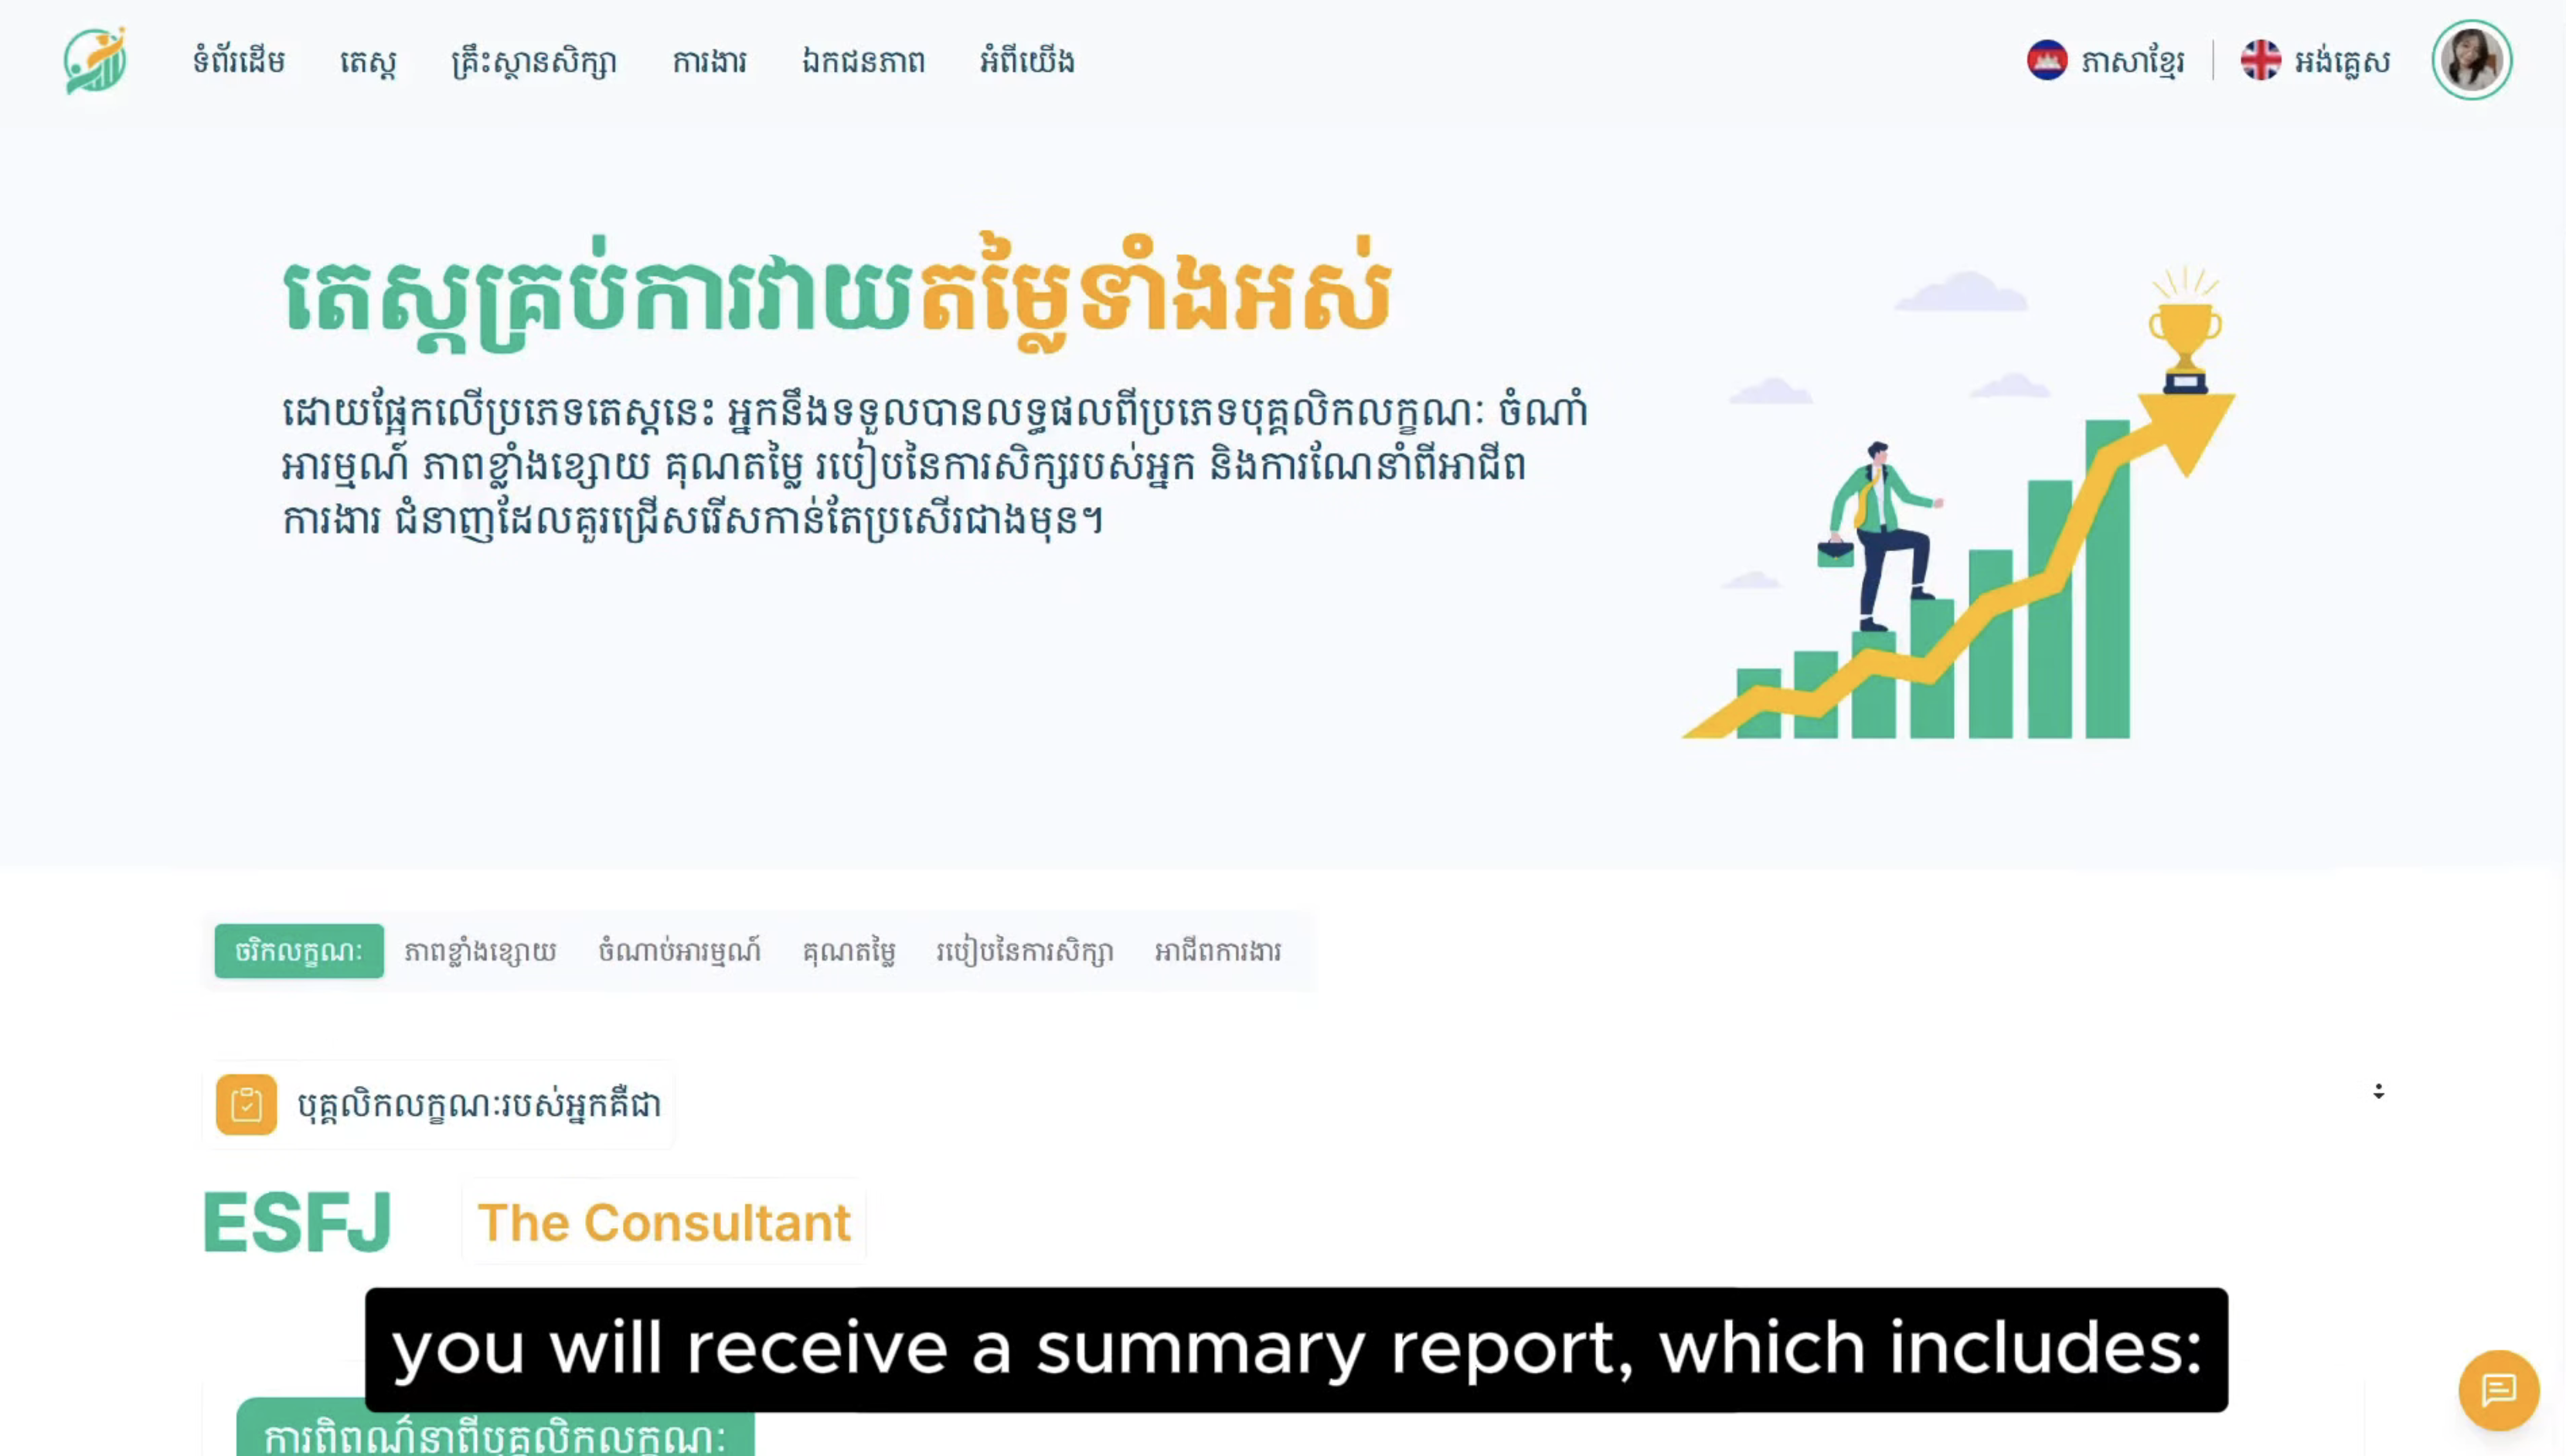 ទំព័រដើម
តេស្ត
គ្រឹះស្ថានសិក្សា
ការងារ
ឯកជនភាព
អំពីយើង
ភាសាខ្មែរ
អង់គ្លេស
តេស្តគ្រប់ការវាយតម្លៃទាំងអស់
ដោយផ្អែកលើប្រភេទតេស្តនេះ អ្នកនឹងទទួលបានលទ្ធផលពីប្រភេទបុគ្គលិកលក្ខណៈ ចំណាំ
អារម្មណ៍ ភាពខ្លាំងខ្សោយ គុណតម្លៃ របៀបនៃការសិក្សរបស់អ្នក និងការណែនាំពីអាជីព
ការងារ ជំនាញដែលគួរជ្រើសរើសកាន់តែប្រសើរជាងមុន។
ចរិកលក្ខណៈ
ភាពខ្លាំងខ្សោយ
ចំណាប់អារម្មណ៍
គុណតម្លៃ
របៀបនៃការសិក្សា
អាជីពការងារ
បុគ្គលិកលក្ខណៈរបស់អ្នកគឺជា
ESFJ
The Consultant
you will receive a summary report, which includes:
ការពិពណ៌នាពីបុគ្គលិកលក្ខណៈ